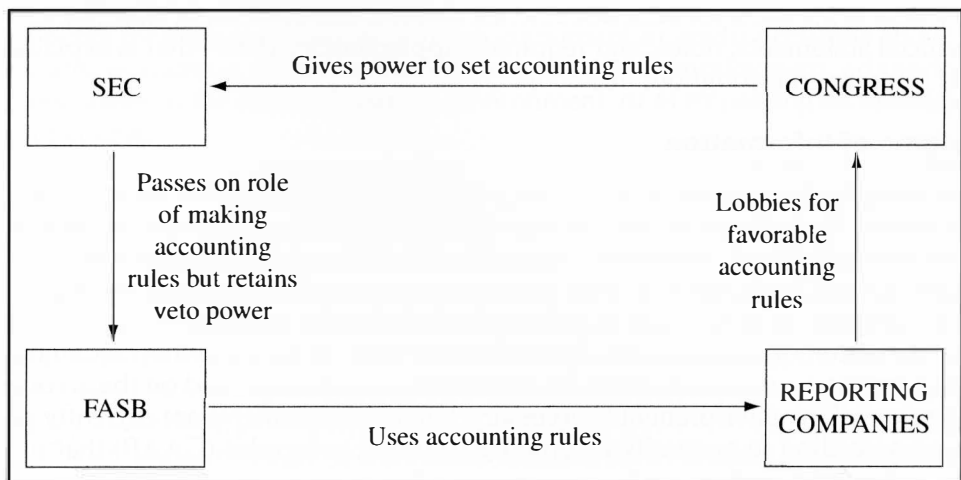 SEC
Gives power to set accounting rules
CONGRESS
Passes on role
of making
accounting
rules but retains
veto power
Lobbies for
favorable
accounting
rules
FASB
Uses accounting rules
REPORTING
COMPANIES